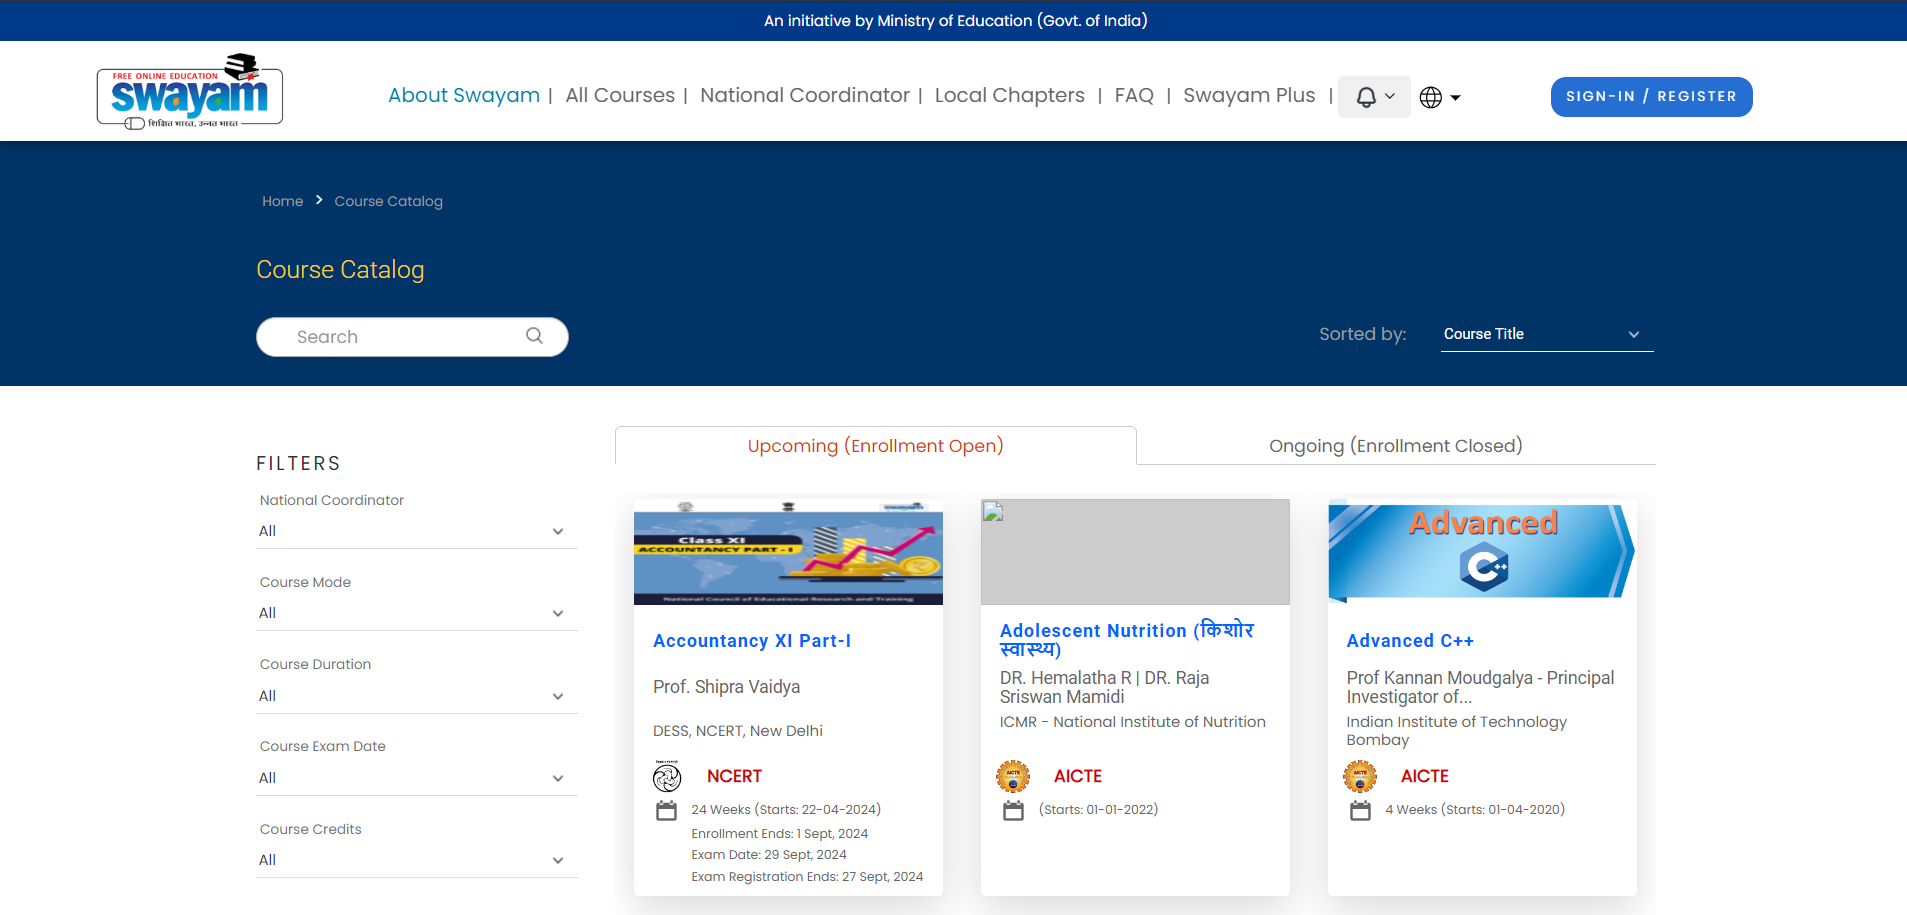 An initiative by Ministry of Education (Govt. of India)
FREE ONLINE EDUCATION
swayam
शिक्षित भारत, उन्नत भारत
About Swayam | All Courses | National Coordinator | Local Chapters | FAQ | Swayam Plus |
SIGN-IN / REGISTER
Home > Course Catalog
Course Catalog
Search
Sorted by: Course Title
Upcoming (Enrollment Open)
Ongoing (Enrollment Closed)
FILTERS
National Coordinator
All
Course Mode
All
Course Duration
All
Course Exam Date
All
Course Credits
All
swayam
Class XI
ACCOUNTANCY PART - I
National Council of Educational Research and Training
Accountancy XI Part-I
Prof. Shipra Vaidya
DESS, NCERT, New Delhi
NCERT
24 Weeks (Starts: 22-04-2024)
Enrollment Ends: 1 Sept, 2024
Exam Date: 29 Sept, 2024
Exam Registration Ends: 27 Sept, 2024
Adolescent Nutrition (किशोर
स्वास्थ्य)
DR. Hemalatha R | DR. Raja
Sriswan Mamidi
ICMR - National Institute of Nutrition
AICTE
AICTE
(Starts: 01-01-2022)
Advanced
C++
Advanced C++
Prof Kannan Moudgalya - Principal
Investigator of...
Indian Institute of Technology
Bombay
AICTE
AICTE
4 Weeks (Starts: 01-04-2020)